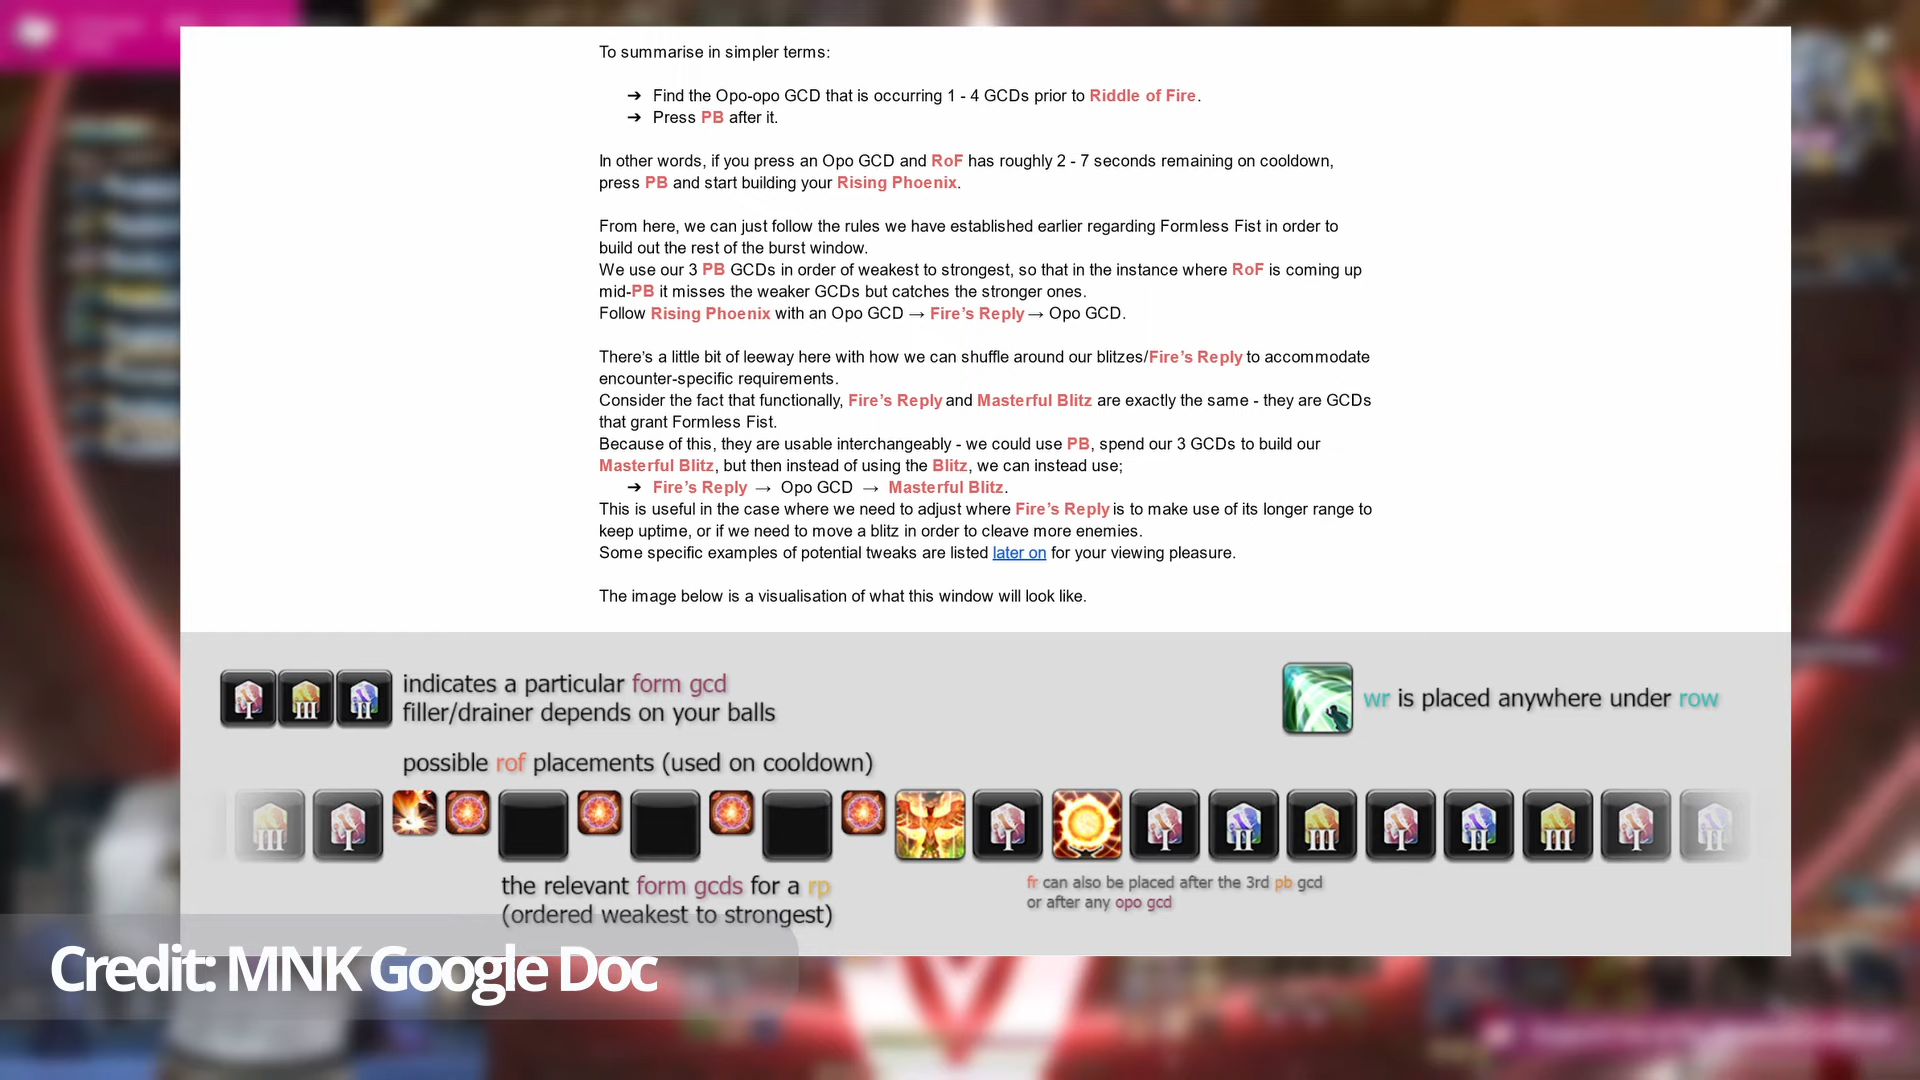 To summarise in simpler terms:
➔ Find the Opo-opo GCD that is occurring 1 - 4 GCDs prior to Riddle of Fire.
➔ Press PB after it.
In other words, if you press an Opo GCD and RoF has roughly 2 - 7 seconds remaining on cooldown,
press PB and start building your Rising Phoenix.
From here, we can just follow the rules we have established earlier regarding Formless Fist in order to
build out the rest of the burst window.
We use our 3 PB GCDs in order of weakest to strongest, so that in the instance where RoF is coming up
mid-PB it misses the weaker GCDs but catches the stronger ones.
Follow Rising Phoenix with an Opo GCD → Fire's Reply → Opo GCD.
There's a little bit of leeway here with how we can shuffle around our blitzes/Fire's Reply to accommodate
encounter-specific requirements.
Consider the fact that functionally, Fire's Reply and Masterful Blitz are exactly the same - they are GCDs
that grant Formless Fist.
Because of this, they are usable interchangeably - we could use PB, spend our 3 GCDs to build our
Masterful Blitz, but then instead of using the Blitz, we can instead use;
➔ Fire's Reply → Opo GCD → Masterful Blitz.
This is useful in the case where we need to adjust where Fire's Reply is to make use of its longer range to
keep uptime, or if we need to move a blitz in order to cleave more enemies.
Some specific examples of potential tweaks are listed later on for your viewing pleasure.
The image below is a visualisation of what this window will look like.
I III II
indicates a particular form gcd
filler/drainer depends on your balls
wr is placed anywhere under row
possible rof placements (used on cooldown)
III I I I II III I II III I II
the relevant form gcds for a rp
(ordered weakest to strongest)
fr can also be placed after the 3rd pb gcd
or after any opo gcd
Credit: MNK Google Doc